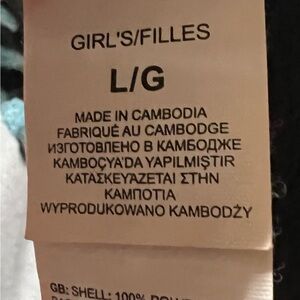 GIRL'S/FILLES
L/G
MADE IN CAMBODIA
FABRIQUÉ AU CAMBODGE
ИЗГОТОВЛЕНО В КАМБОДЖЕ
KAMBOÇYA'DA YAPILMIŞTIR
ΚΑΤΑΣΚΕΥΑΖΕΤΑΙ ΣΤΗΝ
ΚΑΜΠΟΤΙΑ
WYPRODUKOWANO KAMBODŻY
GB: SHELL: 100%